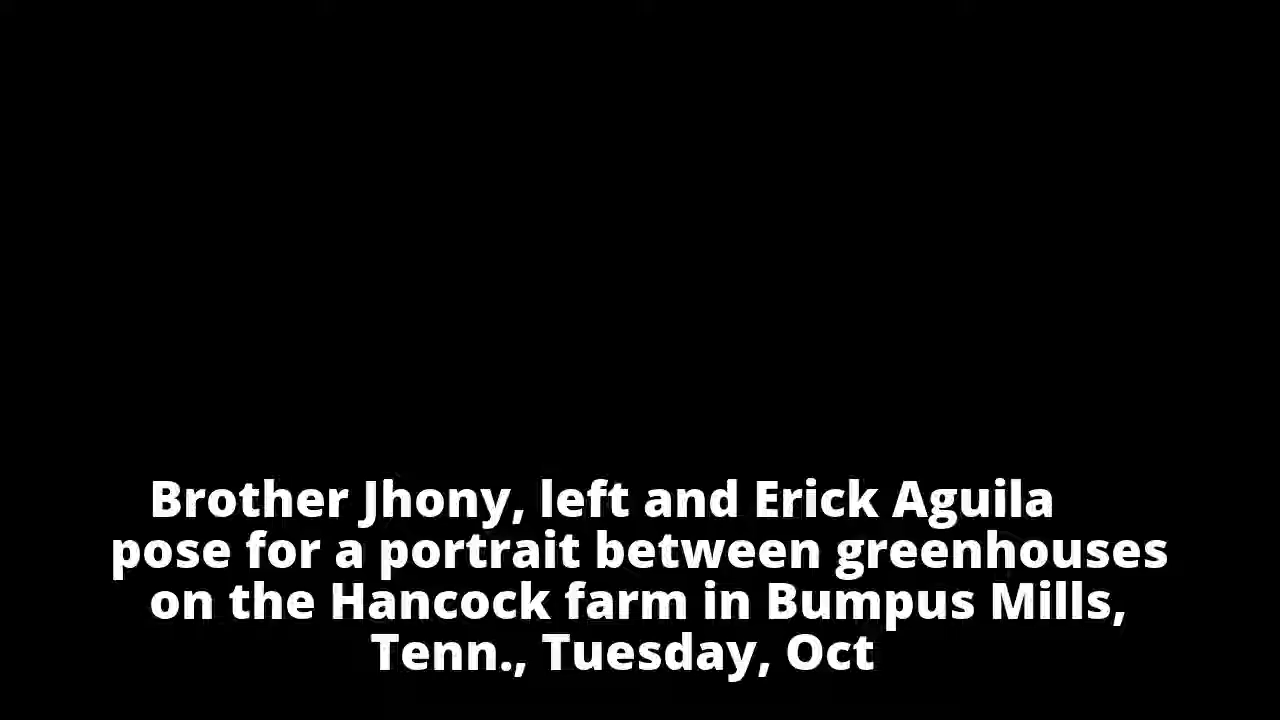 Brother Jhony, left and Erick Aguila
pose for a portrait between greenhouses
on the Hancock farm in Bumpus Mills,
Tenn., Tuesday, Oct